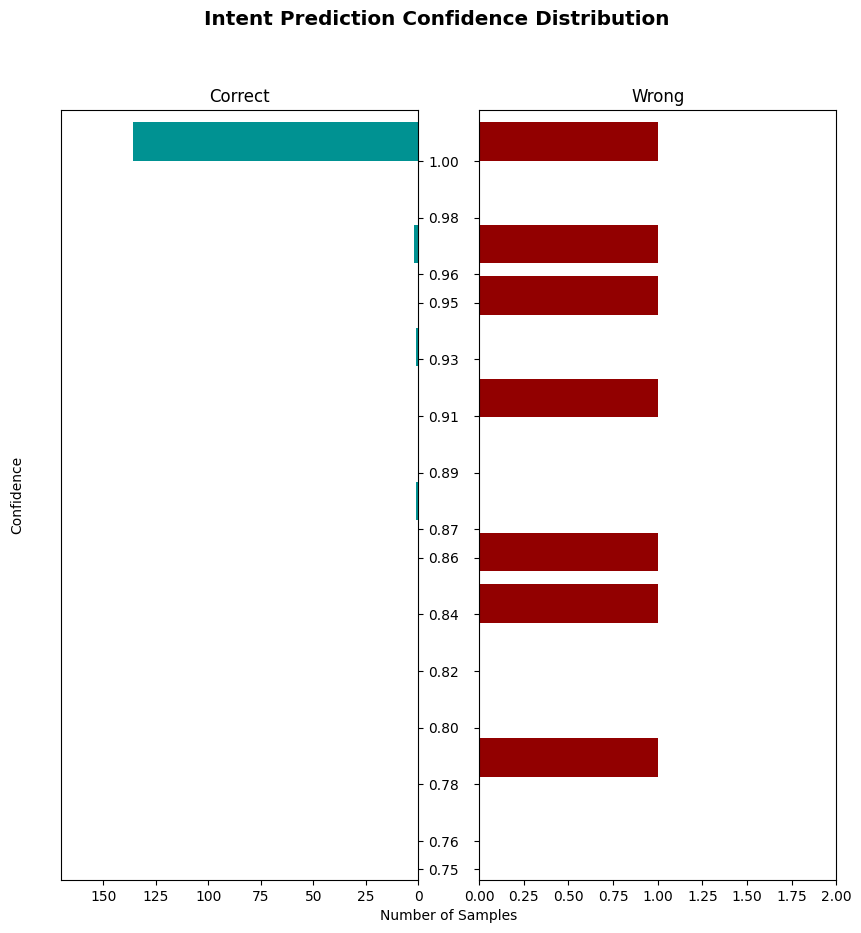 Intent Prediction Confidence Distribution
Correct
Wrong
1.00
0.98
0.96
0.95
0.93
0.91
0.89
0.87
0.86
0.84
0.82
0.80
0.78
0.76
0.75
Confidence
150 125 100 75 50 25 0
0.00 0.25 0.50 0.75 1.00 1.25 1.50 1.75 2.00
Number of Samples